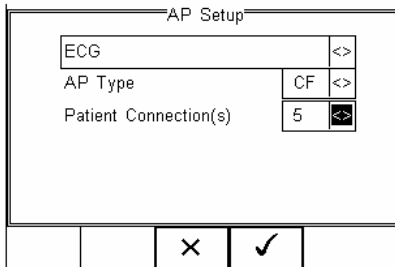 AP Setup
ECG <>
AP Type CF <>
Patient Connection(s) 5 <>